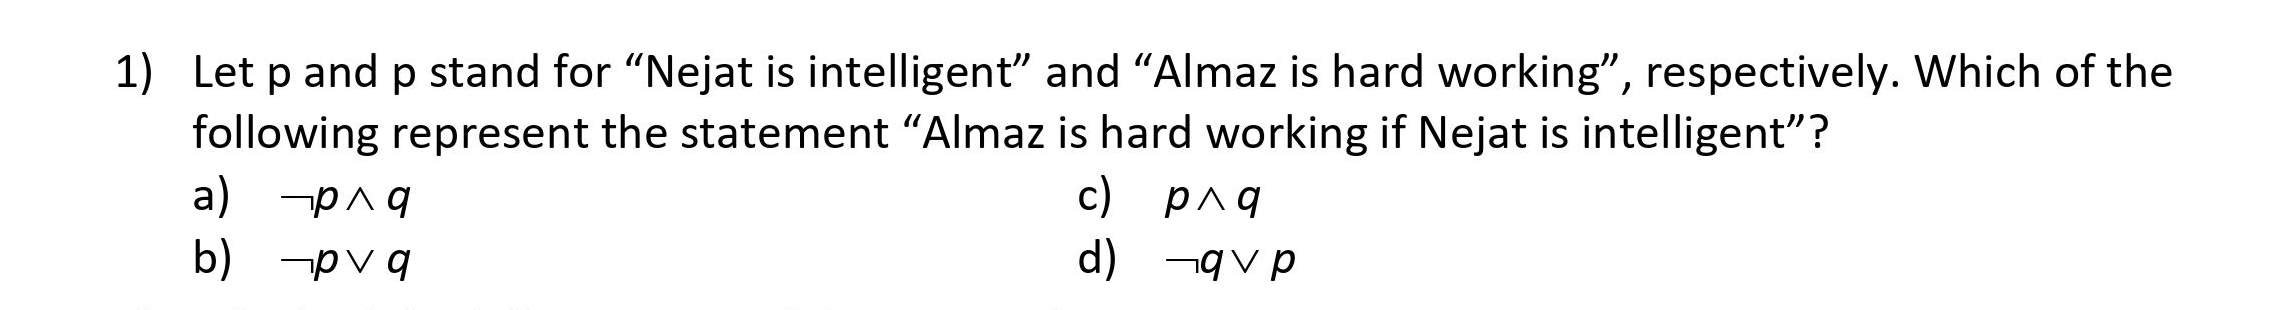 1) Let p and p stand for “Nejat is intelligent” and “Almaz is hard working”, respectively. Which of the
following represent the statement “Almaz is hard working if Nejat is intelligent”?
a) ¬p∧q c) p∧q
b) ¬p∨q d) ¬q∨p